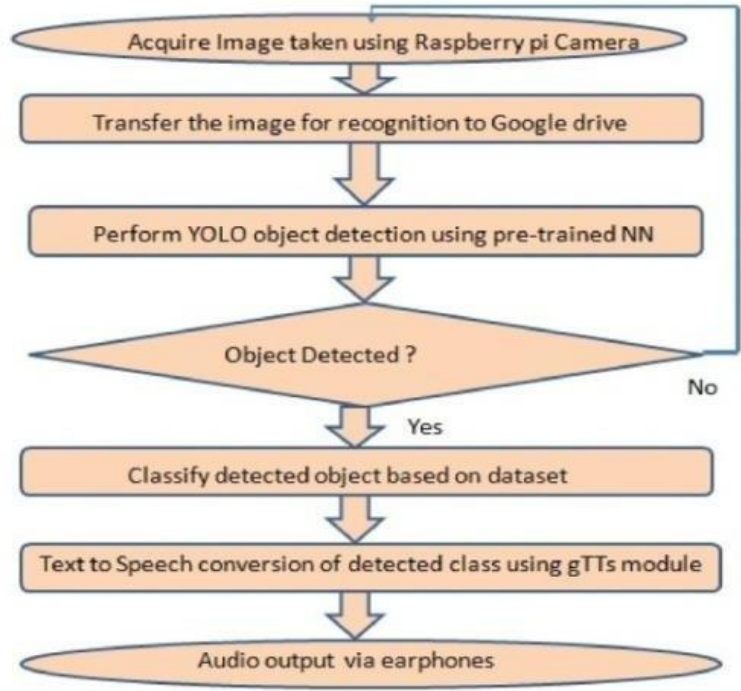 Acquire Image taken using Raspberry pi Camera
Transfer the image for recognition to Google drive
Perform YOLO object detection using pre-trained NN
Object Detected ?
No
Yes
Classify detected object based on dataset
Text to Speech conversion of detected class using gTTs module
Audio output via earphones